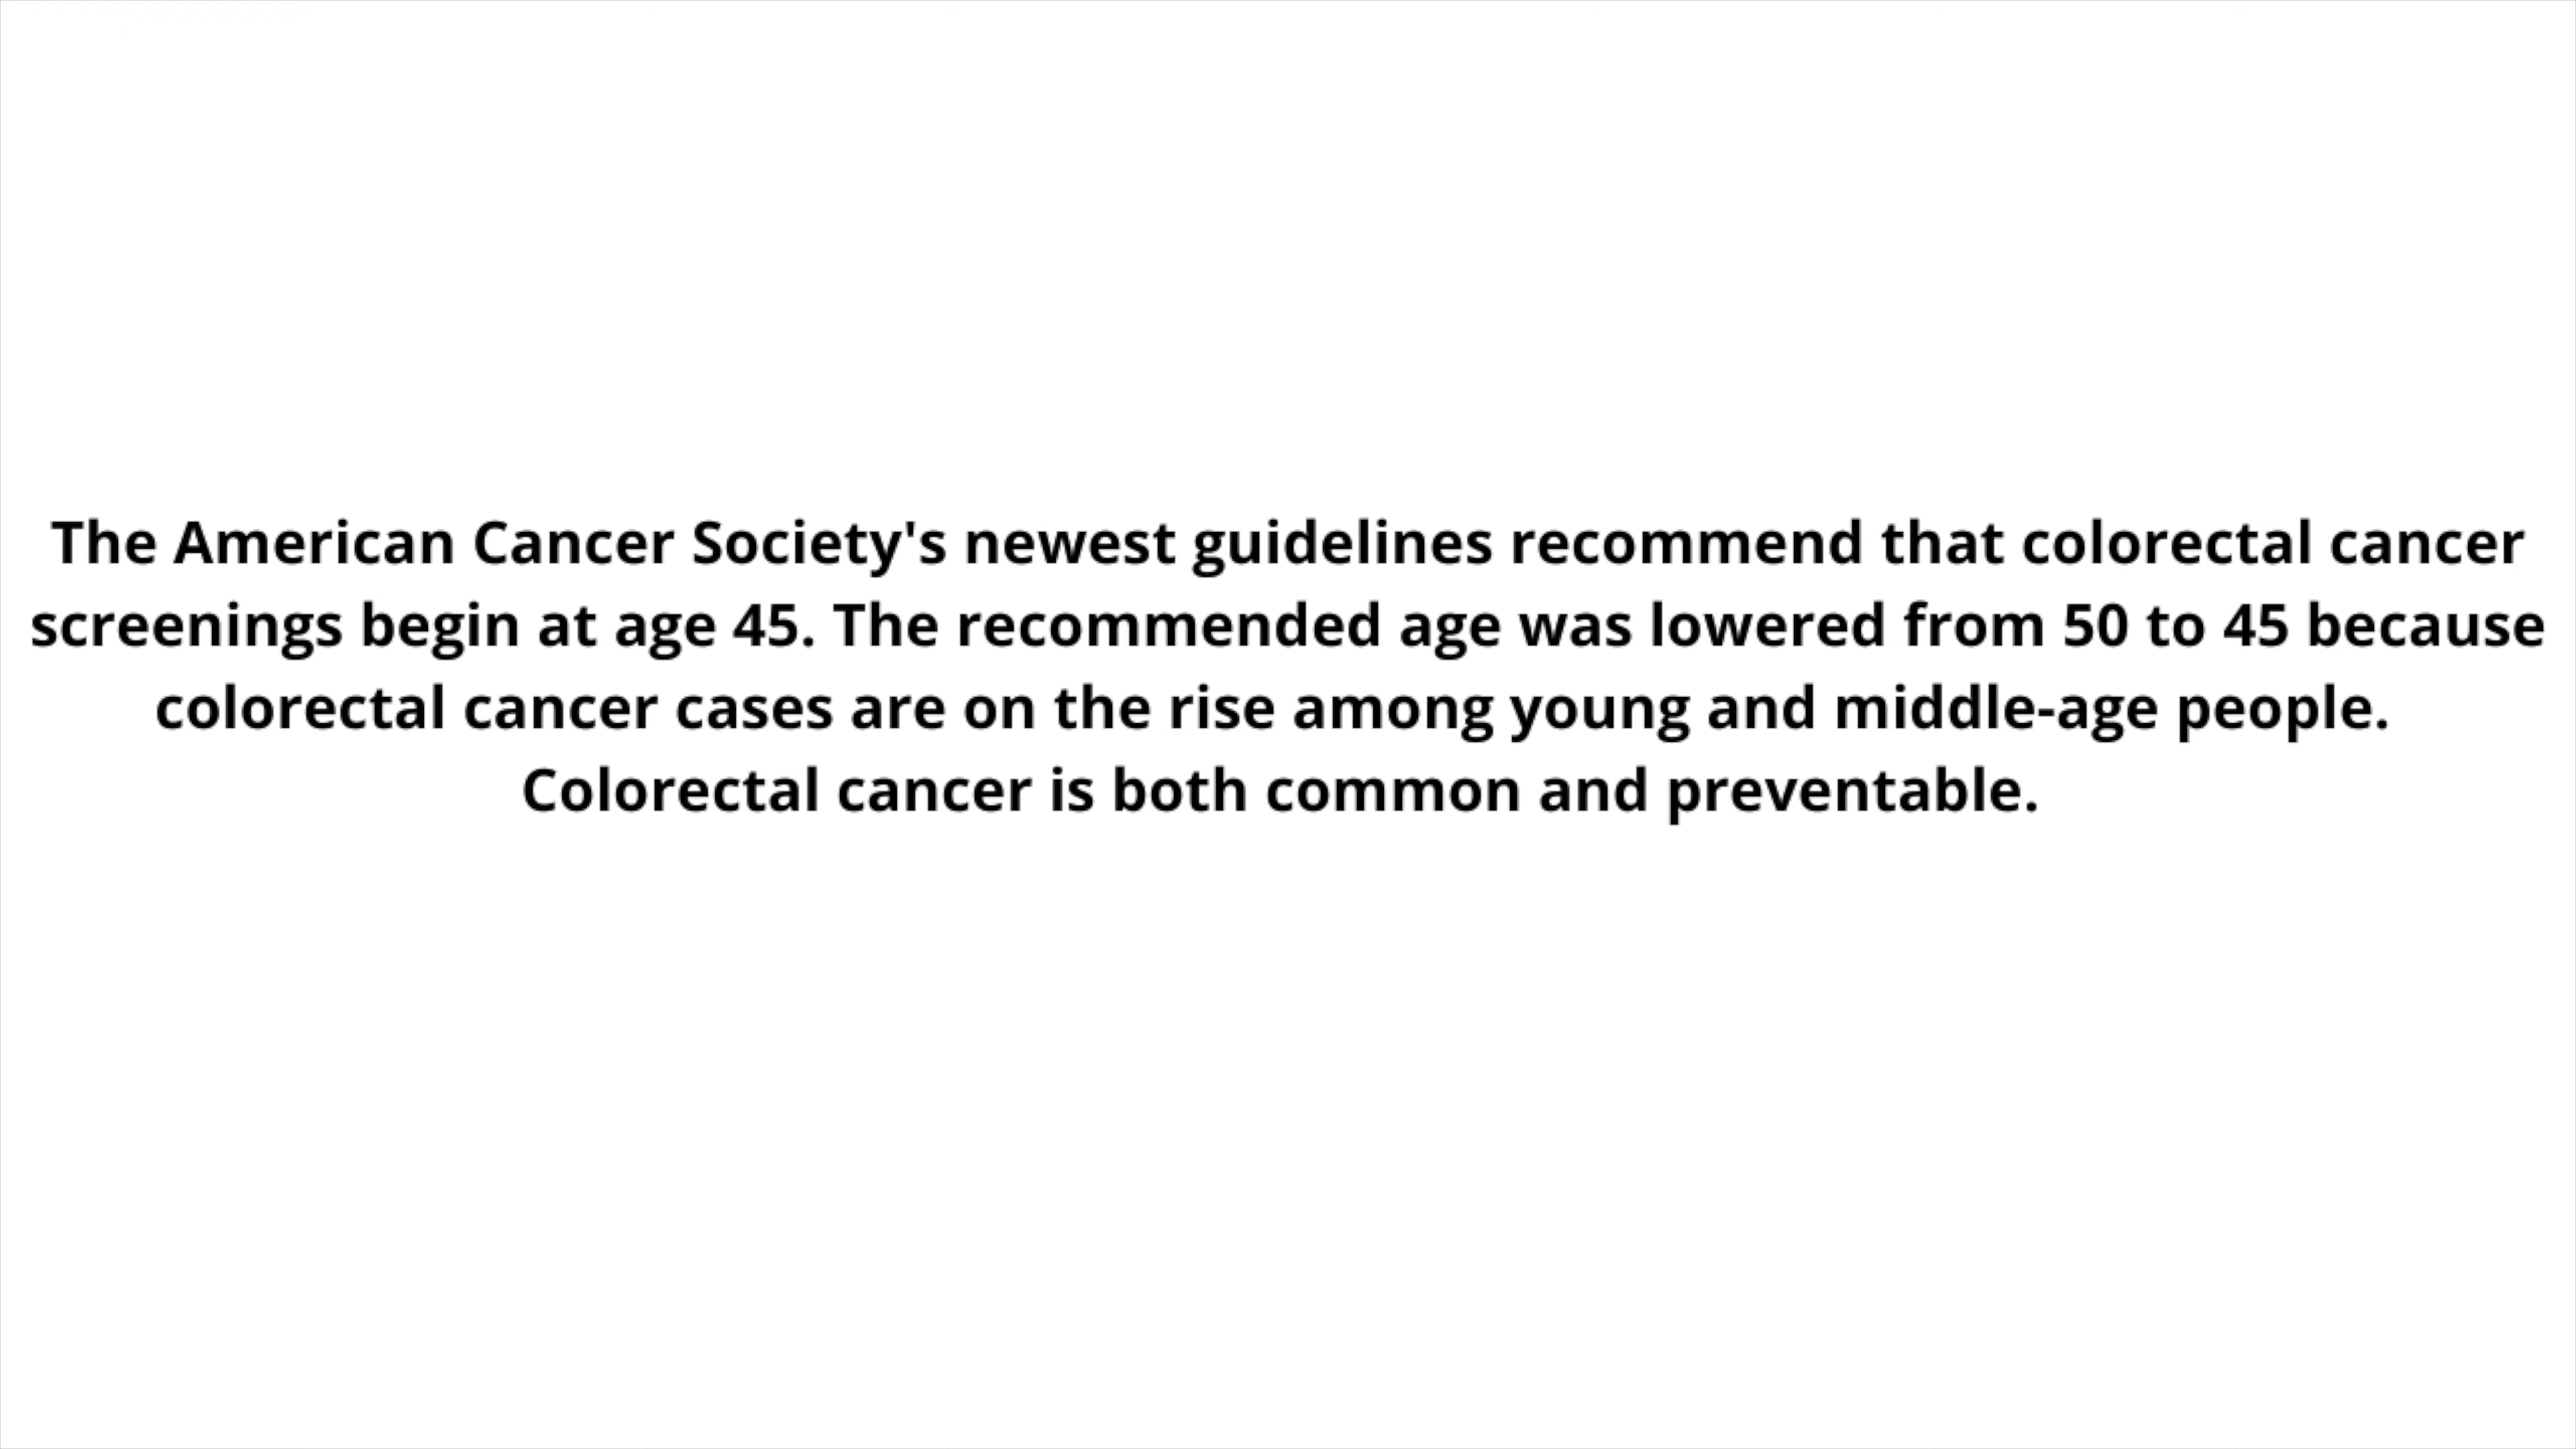 The American Cancer Society's newest guidelines recommend that colorectal cancer
screenings begin at age 45. The recommended age was lowered from 50 to 45 because
colorectal cancer cases are on the rise among young and middle-age people.
Colorectal cancer is both common and preventable.